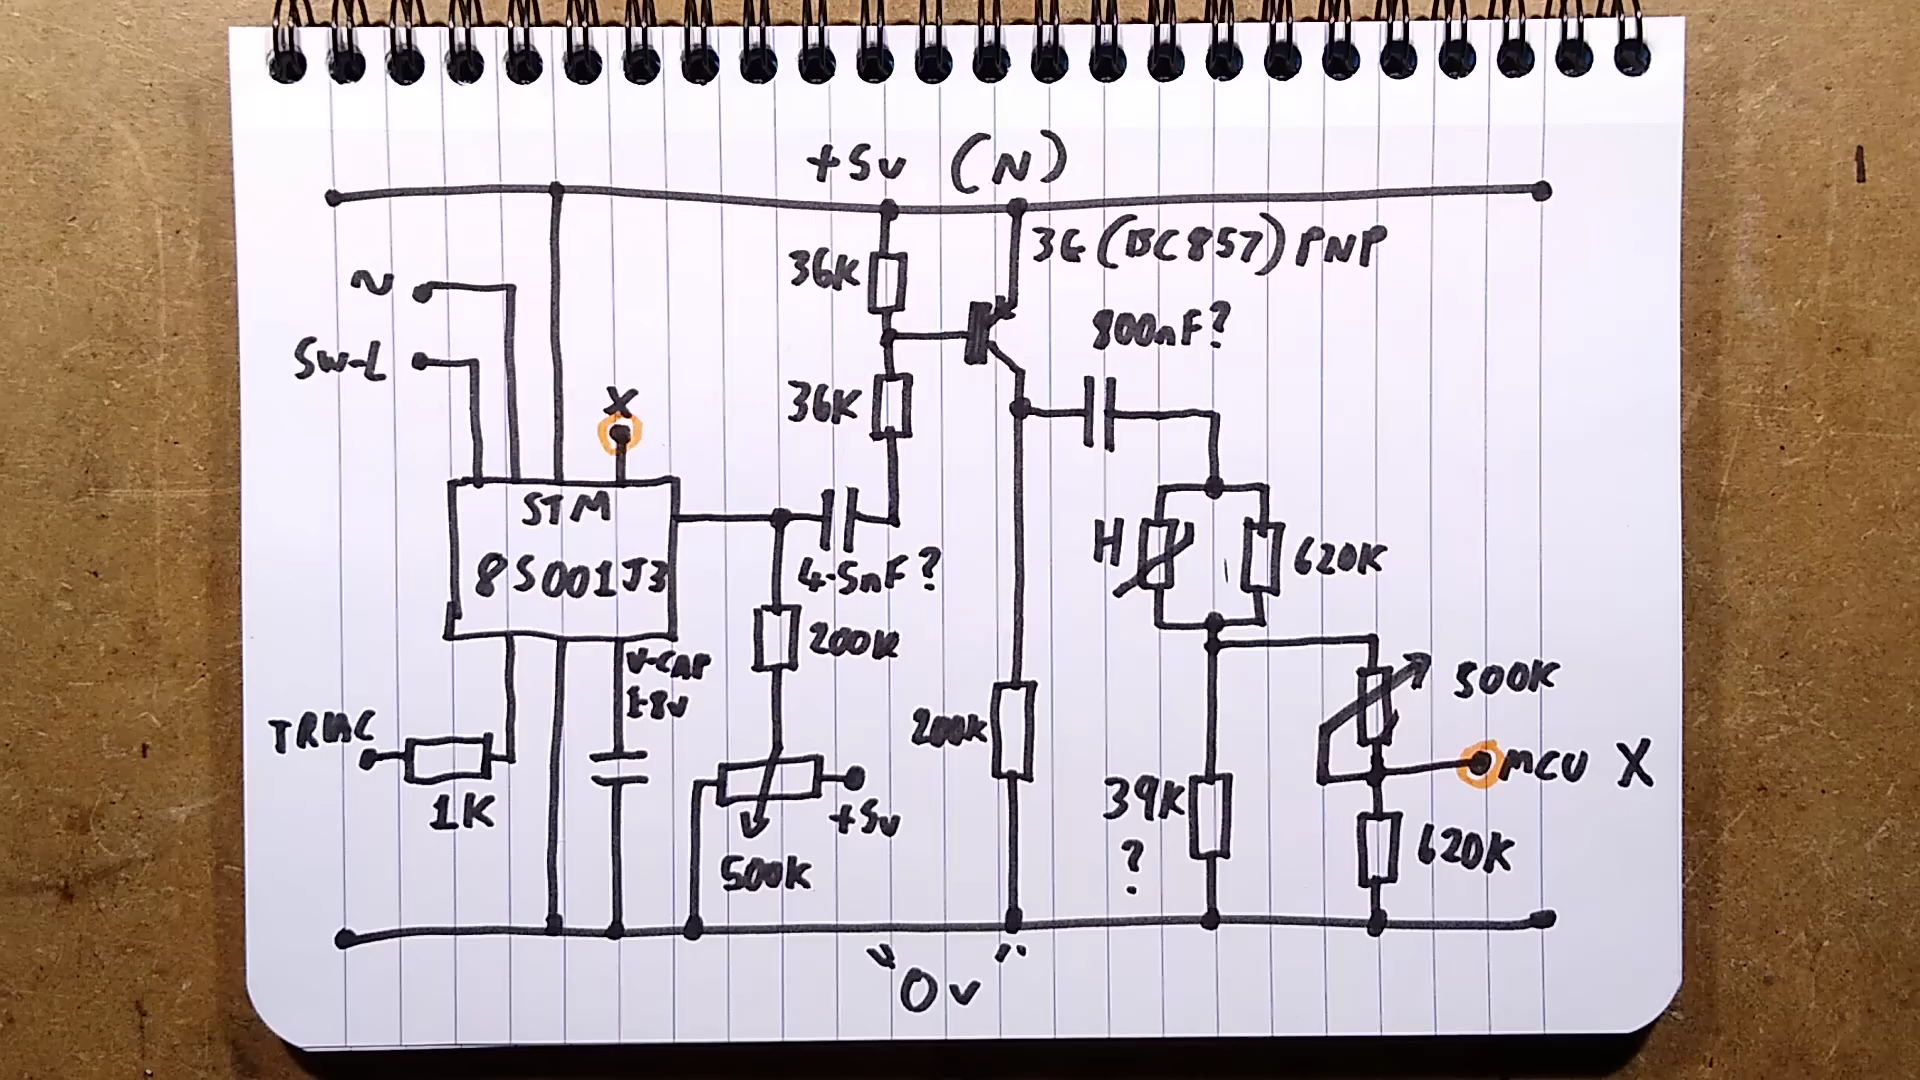 +5v (N)
36K
3G (BC857) PNP
N
800nF?
SW-L
X
36K
STM
8S001J3
H
620K
4.5nF?
200K
V-CAP
1.8v
500K
TRIAC
200K
MCU X
1K
39K
?
+5v
620K
500K
"0v"